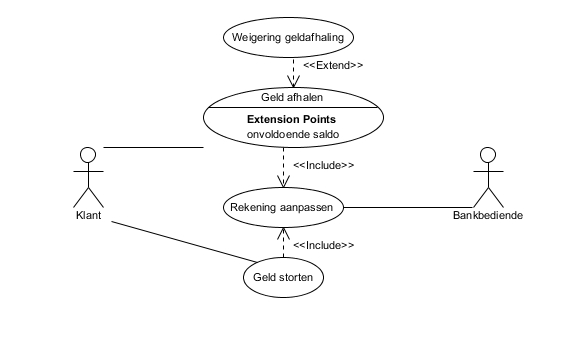 Weigering geldafhaling
<<Extend>>
Geld afhalen
Extension Points
onvoldoende saldo
<<Include>>
Klant
Rekening aanpassen
Bankbediende
<<Include>>
Geld storten